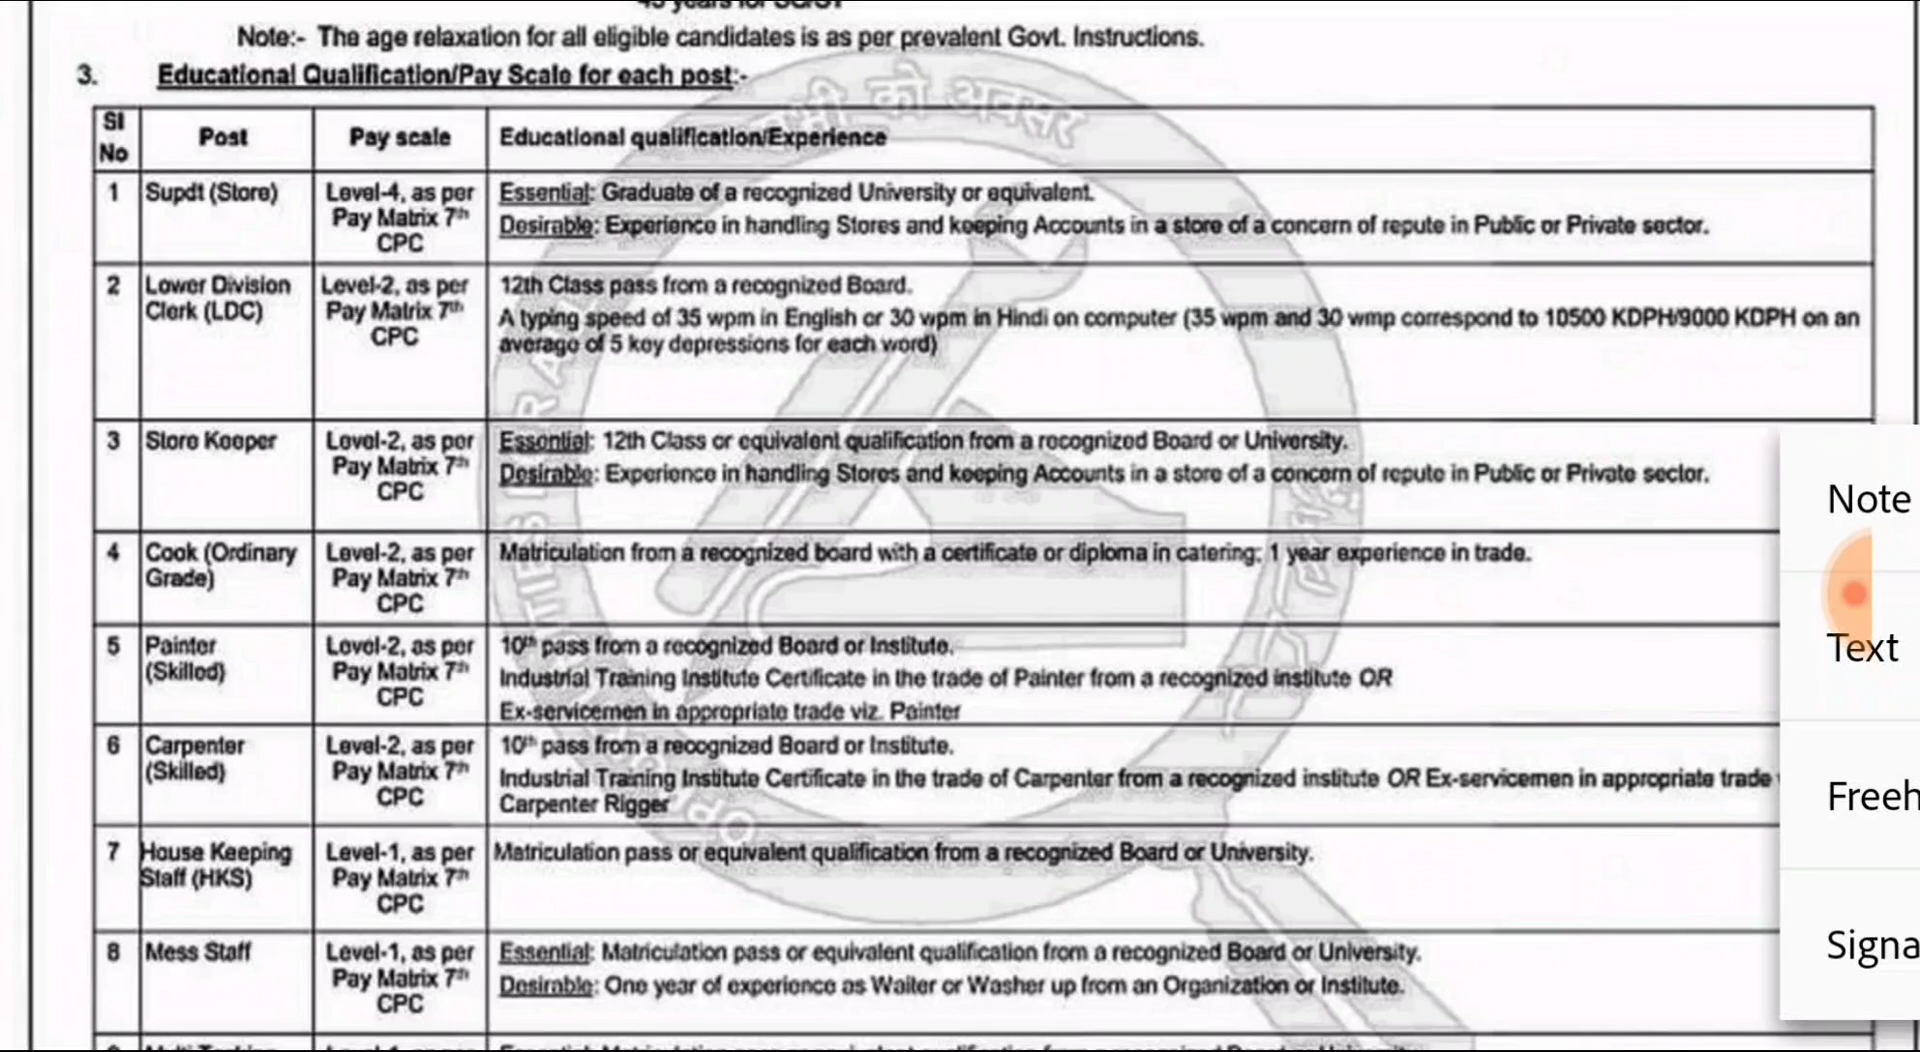 45 years for SC/ST
Note:- The age relaxation for all eligible candidates is as per prevalent Govt. Instructions.
3. Educational Qualification/Pay Scale for each post:-
Sl No Post Pay scale Educational qualification/Experience
1 Supdt (Store) Level-4, as per Pay Matrix 7th CPC
Essential: Graduate of a recognized University or equivalent.
Desirable: Experience in handling Stores and keeping Accounts in a store of a concern of repute in Public or Private sector.
2 Lower Division Clerk (LDC) Level-2, as per Pay Matrix 7th CPC
12th Class pass from a recognized Board.
A typing speed of 35 wpm in English or 30 wpm in Hindi on computer (35 wpm and 30 wmp correspond to 10500 KDPH/9000 KDPH on an
average of 5 key depressions for each word)
3 Store Keeper Level-2, as per Pay Matrix 7th CPC
Essential: 12th Class or equivalent qualification from a recognized Board or University.
Desirable: Experience in handling Stores and keeping Accounts in a store of a concern of repute in Public or Private sector.
4 Cook (Ordinary Grade) Level-2, as per Pay Matrix 7th CPC
Matriculation from a recognized board with a certificate or diploma in catering; 1 year experience in trade.
5 Painter (Skilled) Level-2, as per Pay Matrix 7th CPC
10th pass from a recognized Board or Institute.
Industrial Training Institute Certificate in the trade of Painter from a recognized institute OR
Ex-servicemen in appropriate trade viz. Painter
6 Carpenter (Skilled) Level-2, as per Pay Matrix 7th CPC
10th pass from a recognized Board or Institute.
Industrial Training Institute Certificate in the trade of Carpenter from a recognized institute OR Ex-servicemen in appropriate trade
Carpenter Rigger
7 House Keeping Staff (HKS) Level-1, as per Pay Matrix 7th CPC
Matriculation pass or equivalent qualification from a recognized Board or University.
8 Mess Staff Level-1, as per Pay Matrix 7th CPC
Essential: Matriculation pass or equivalent qualification from a recognized Board or University.
Desirable: One year of experience as Waiter or Washer up from an Organization or Institute.
Note
Text
Freeh
Signa